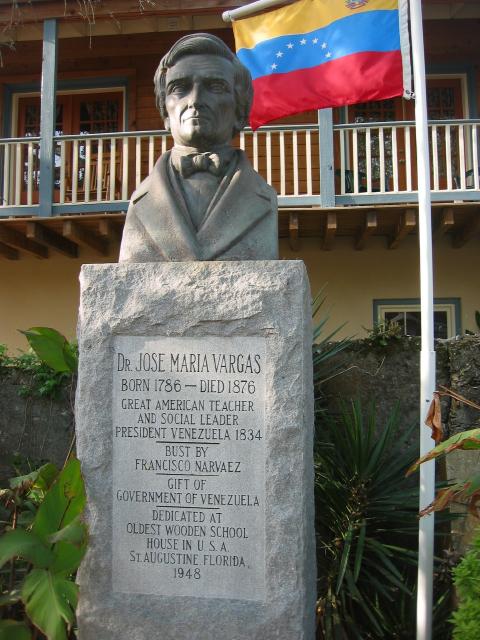 DR. JOSE MARIA VARGAS
BORN 1786 — DIED 1876
GREAT AMERICAN TEACHER
AND SOCIAL LEADER
PRESIDENT VENEZUELA 1834
BUST BY
FRANCISCO NARVAEZ
GIFT OF
GOVERNMENT OF VENEZUELA
DEDICATED AT
OLDEST WOODEN SCHOOL
HOUSE IN U.S.A.
ST. AUGUSTINE FLORIDA,
1948